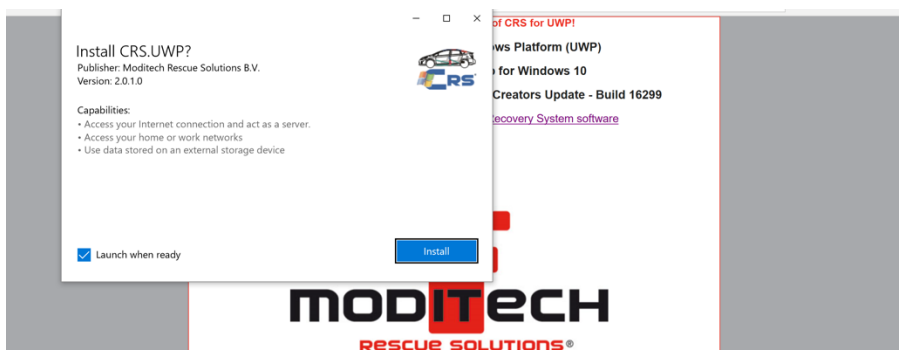 Install CRS.UWP?
Publisher: Moditech Rescue Solutions B.V.
Version: 2.0.1.0
CRS
Capabilities:
• Access your Internet connection and act as a server.
• Access your home or work networks
• Use data stored on an external storage device
Launch when ready
Install
of CRS for UWP!
ows Platform (UWP)
for Windows 10
Creators Update - Build 16299
Recovery System software
MODITECH
RESCUE SOLUTIONS®